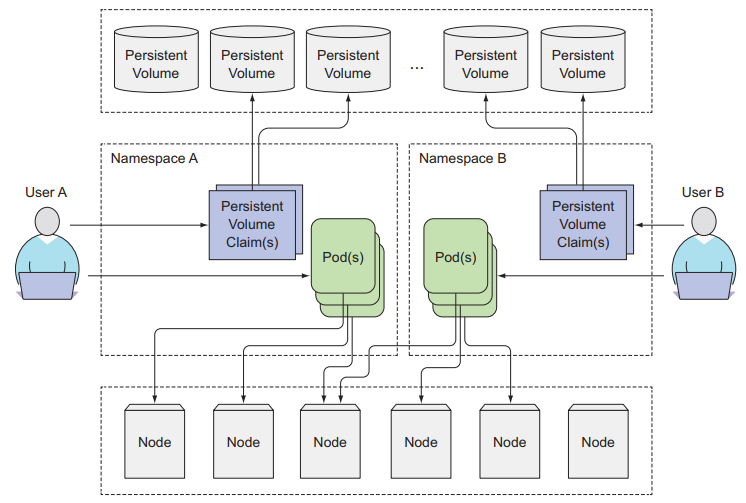 Persistent
Volume
Persistent
Volume
Persistent
Volume
...
Persistent
Volume
Persistent
Volume
Namespace A
Namespace B
User A
User B
Persistent
Volume
Claim(s)
Persistent
Volume
Claim(s)
Pod(s)
Pod(s)
Node
Node
Node
Node
Node
Node